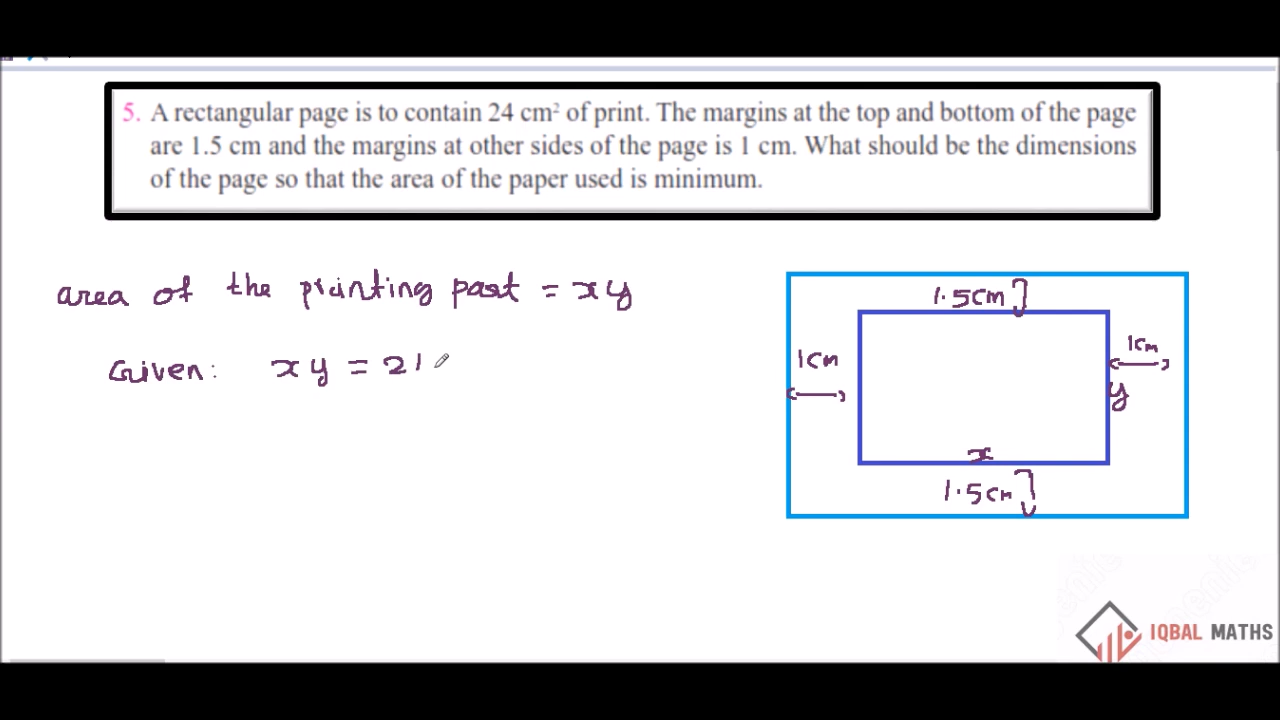 5. A rectangular page is to contain 24 cm² of print. The margins at the top and bottom of the page
are 1.5 cm and the margins at other sides of the page is 1 cm. What should be the dimensions
of the page so that the area of the paper used is minimum.
area of the printing part = xy
Given: xy = 21
1.5cm
1cm
1cm
y
x
1.5cm
IQBAL MATHS